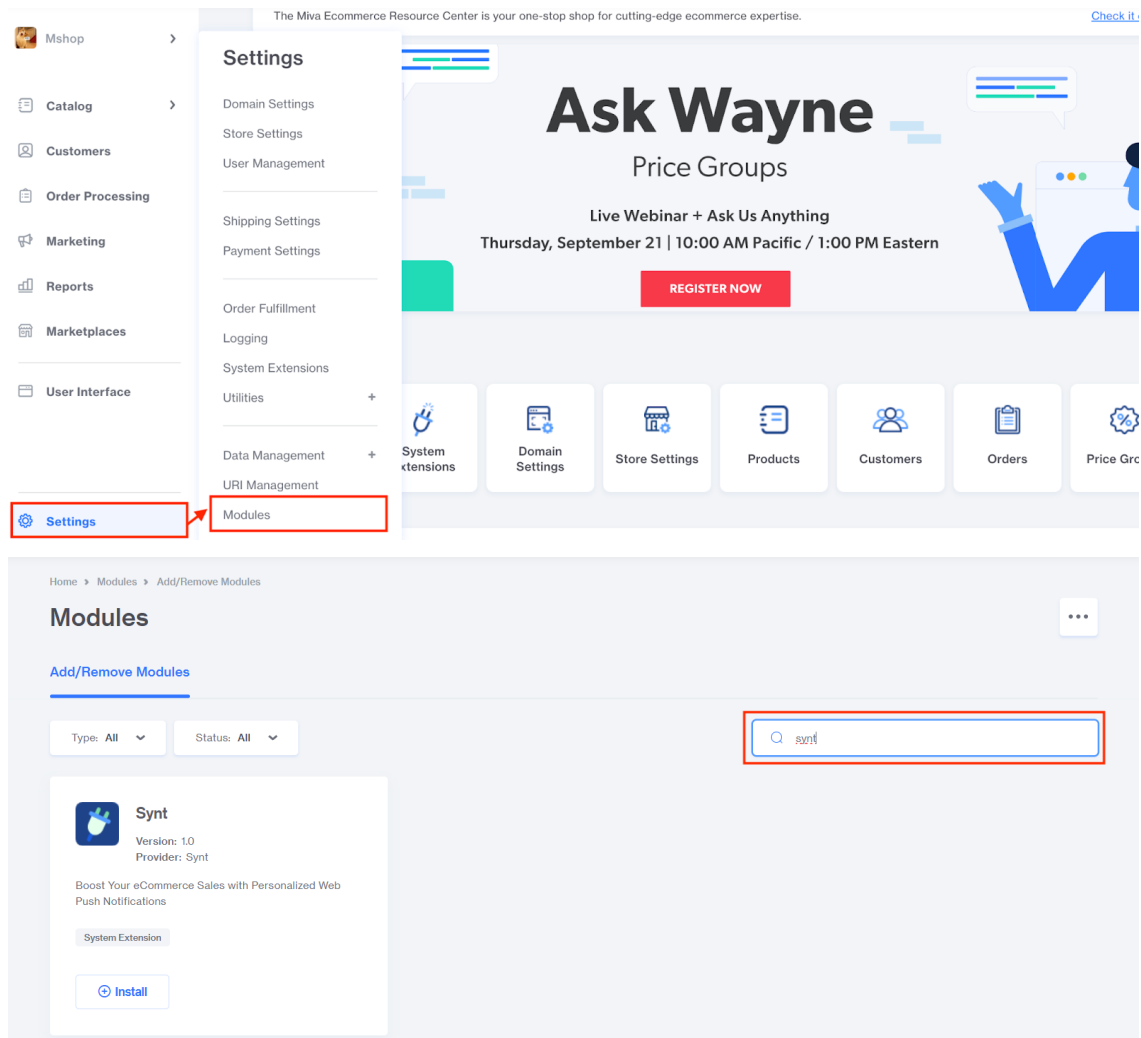 The Miva Ecommerce Resource Center is your one-stop shop for cutting-edge ecommerce expertise.
Check it
Mshop
Catalog
Customers
Order Processing
Marketing
Reports
Marketplaces
User Interface
Settings
Settings
Domain Settings
Store Settings
User Management
Shipping Settings
Payment Settings
Order Fulfillment
Logging
System Extensions
Utilities +
Data Management +
URI Management
Modules
Ask Wayne
Price Groups
Live Webinar + Ask Us Anything
Thursday, September 21 | 10:00 AM Pacific / 1:00 PM Eastern
REGISTER NOW
System
xtensions
Domain
Settings
Store Settings
Products
Customers
Orders
Price Gro
Home > Modules > Add/Remove Modules
Modules
Add/Remove Modules
Type: All
Status: All
synt
Synt
Version: 1.0
Provider: Synt
Boost Your eCommerce Sales with Personalized Web
Push Notifications
System Extension
Install